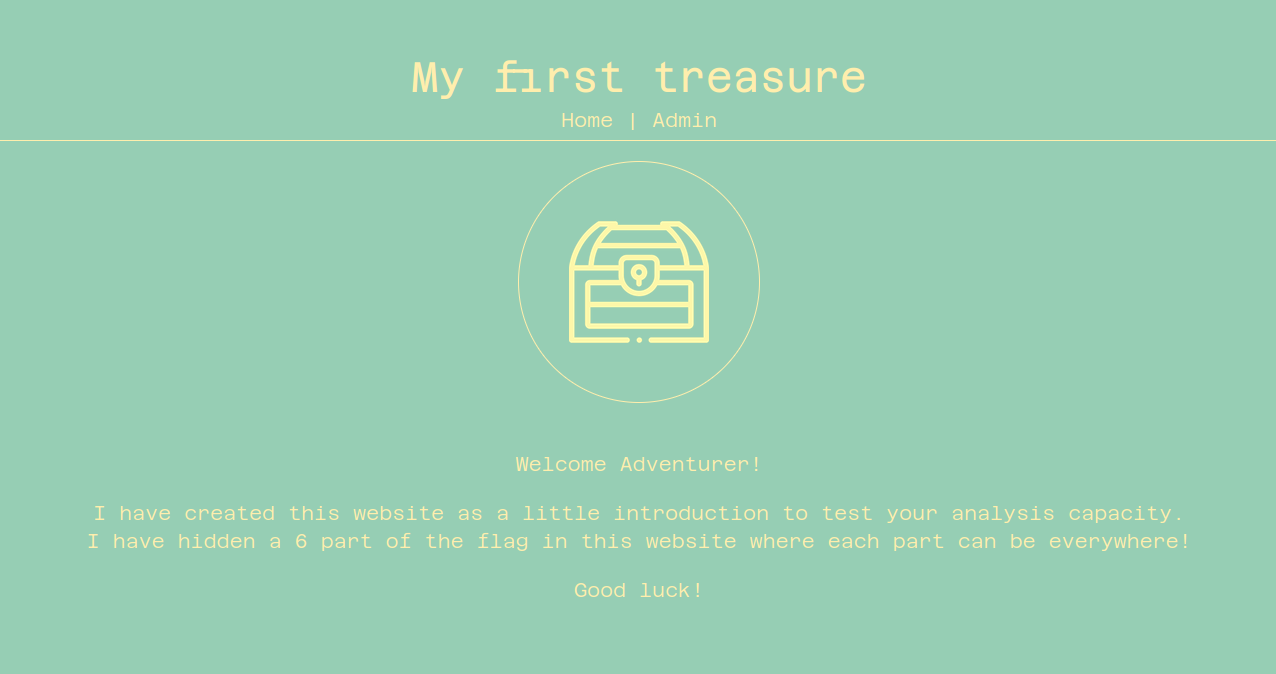 My first treasure
Home | Admin
Welcome Adventurer!
I have created this website as a little introduction to test your analysis capacity.
I have hidden a 6 part of the flag in this website where each part can be everywhere!
Good luck!